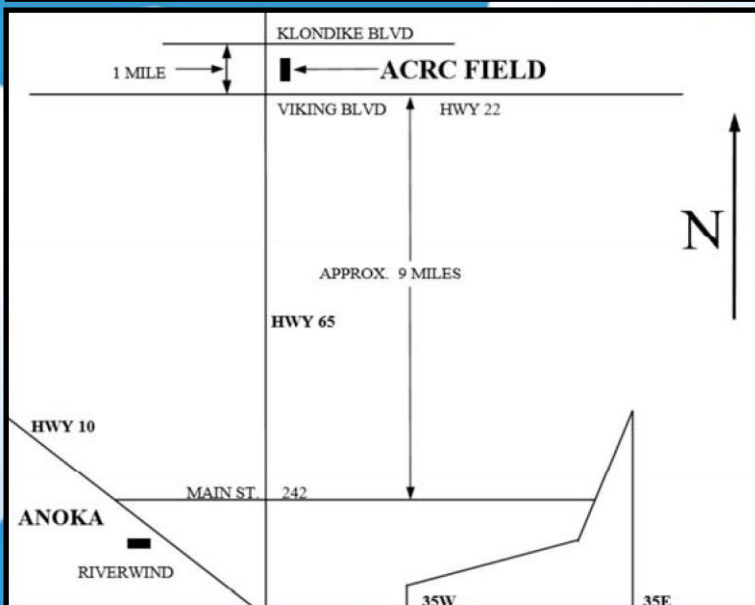 KLONDIKE BLVD
1 MILE
ACRC FIELD
VIKING BLVD HWY 22
N
APPROX. 9 MILES
HWY 65
HWY 10
MAIN ST. 242
ANOKA
RIVERWIND
35W 35E